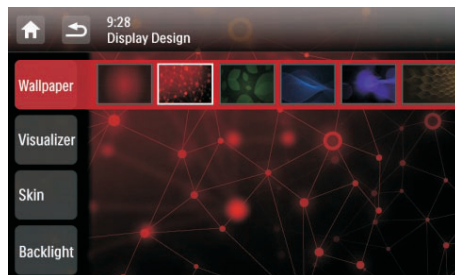 9:28
Display Design
Wallpaper
Visualizer
Skin
Backlight